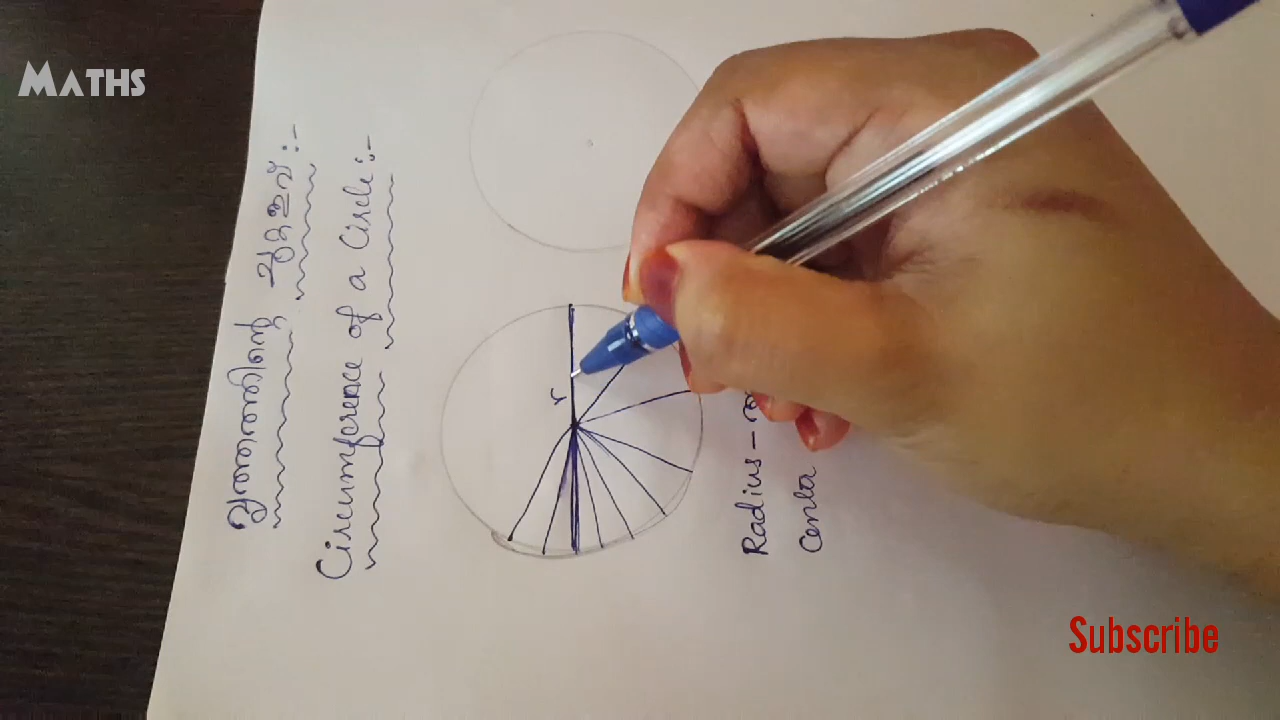 MATHS
വൃത്തത്തിന്റെ ചുറ്റളവ് :-
Circumference of a Circle :-
r
Radius -
Subscribe